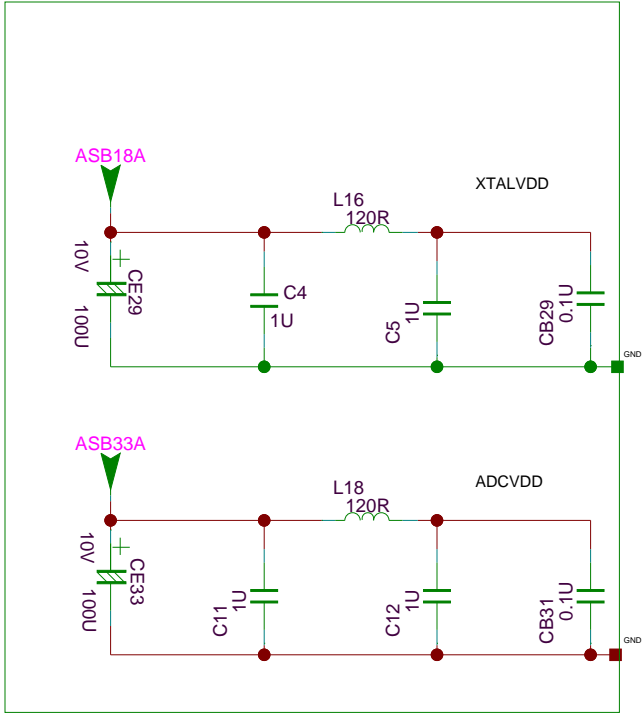 ASB18A
XTALVDD
L16
120R
10V
CE29
100U
C4
1U
C5
1U
CB29
0.1U
GND
ASB33A
ADCVDD
L18
120R
10V
CE33
100U
C11
1U
C12
1U
CB31
0.1U
GND